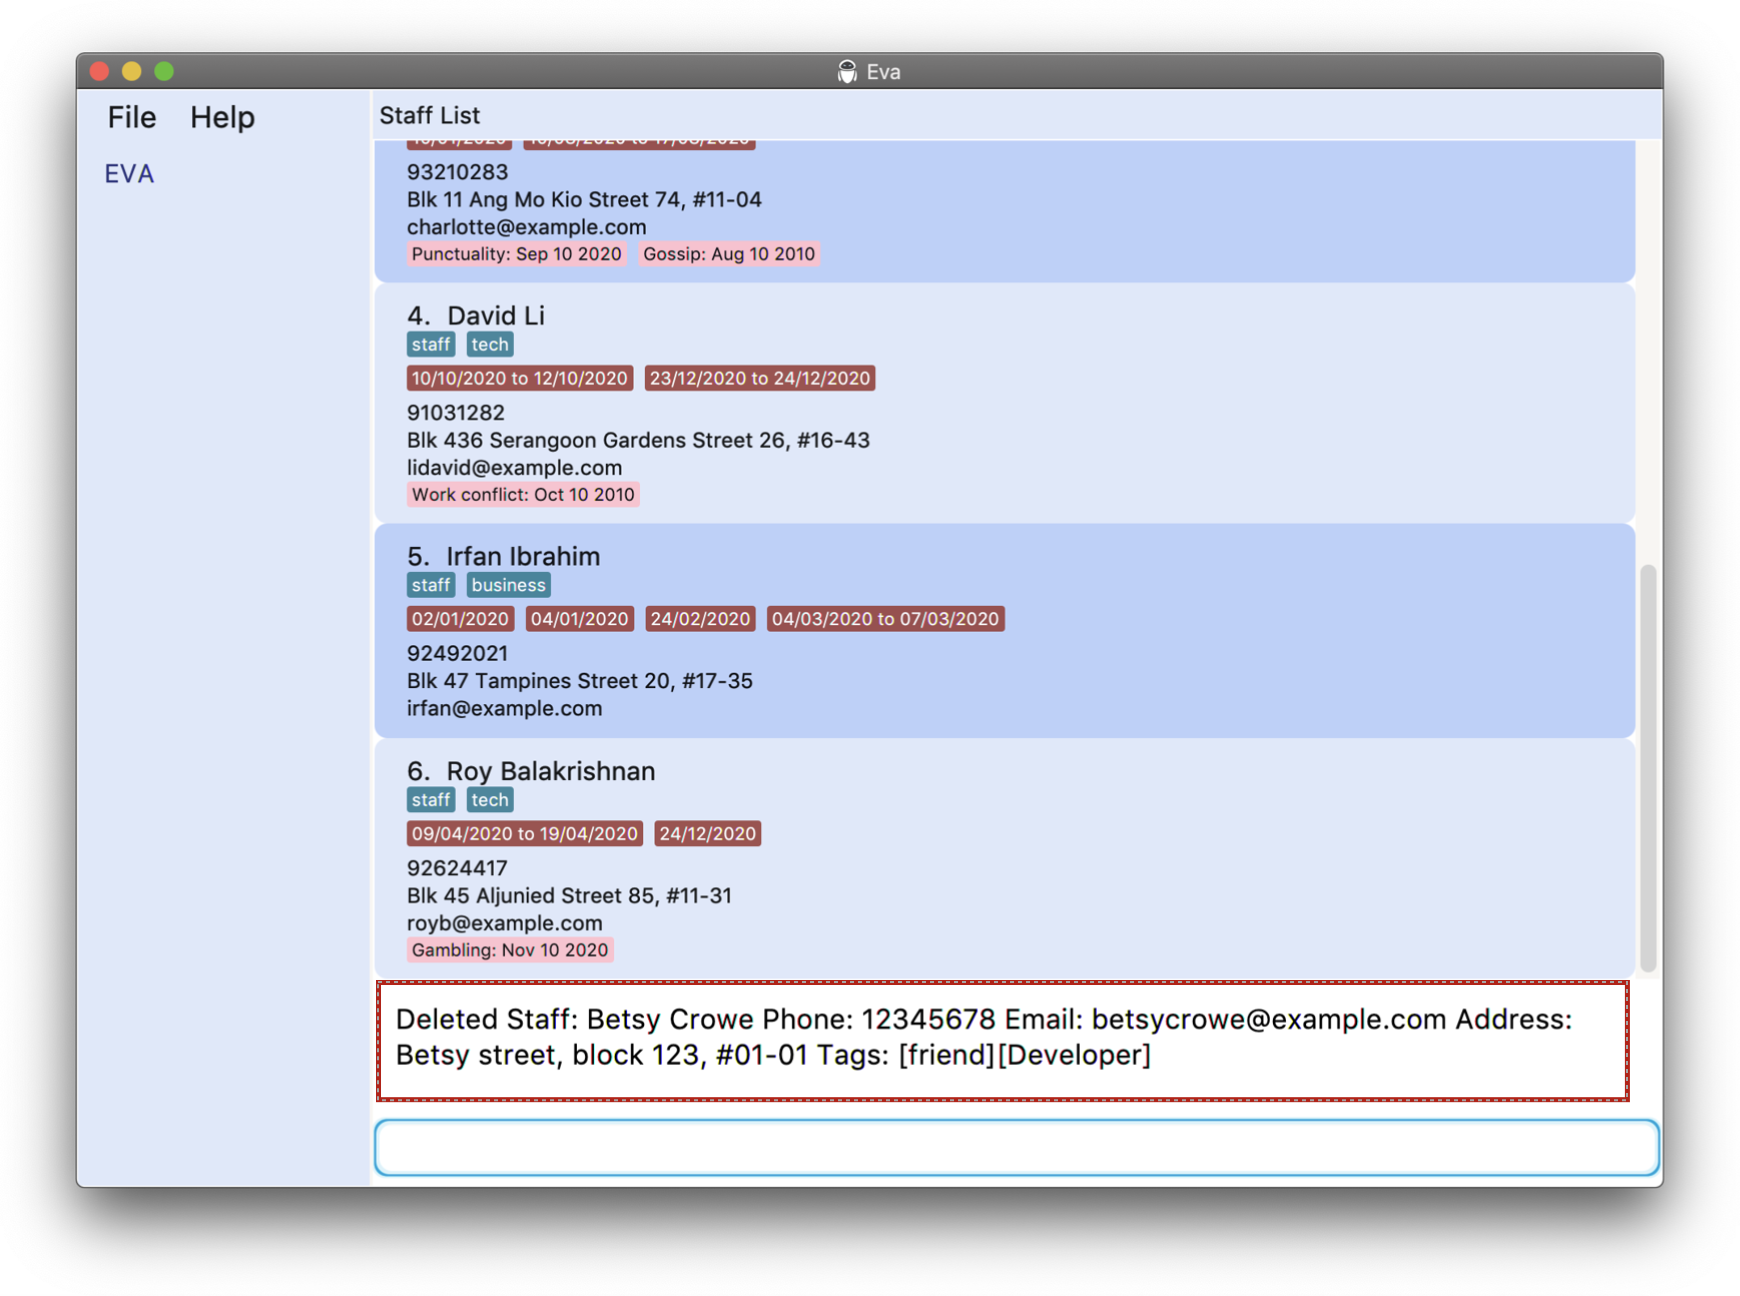 Eva
File Help
EVA
Staff List
93210283
Blk 11 Ang Mo Kio Street 74, #11-04
charlotte@example.com
Punctuality: Sep 10 2020 Gossip: Aug 10 2010
4. David Li
staff tech
10/10/2020 to 12/10/2020 23/12/2020 to 24/12/2020
91031282
Blk 436 Serangoon Gardens Street 26, #16-43
lidavid@example.com
Work conflict: Oct 10 2010
5. Irfan Ibrahim
staff business
02/01/2020 04/01/2020 24/02/2020 04/03/2020 to 07/03/2020
92492021
Blk 47 Tampines Street 20, #17-35
irfan@example.com
6. Roy Balakrishnan
staff tech
09/04/2020 to 19/04/2020 24/12/2020
92624417
Blk 45 Aljunied Street 85, #11-31
royb@example.com
Gambling: Nov 10 2020
Deleted Staff: Betsy Crowe Phone: 12345678 Email: betsycrowe@example.com Address:
Betsy street, block 123, #01-01 Tags: [friend][Developer]